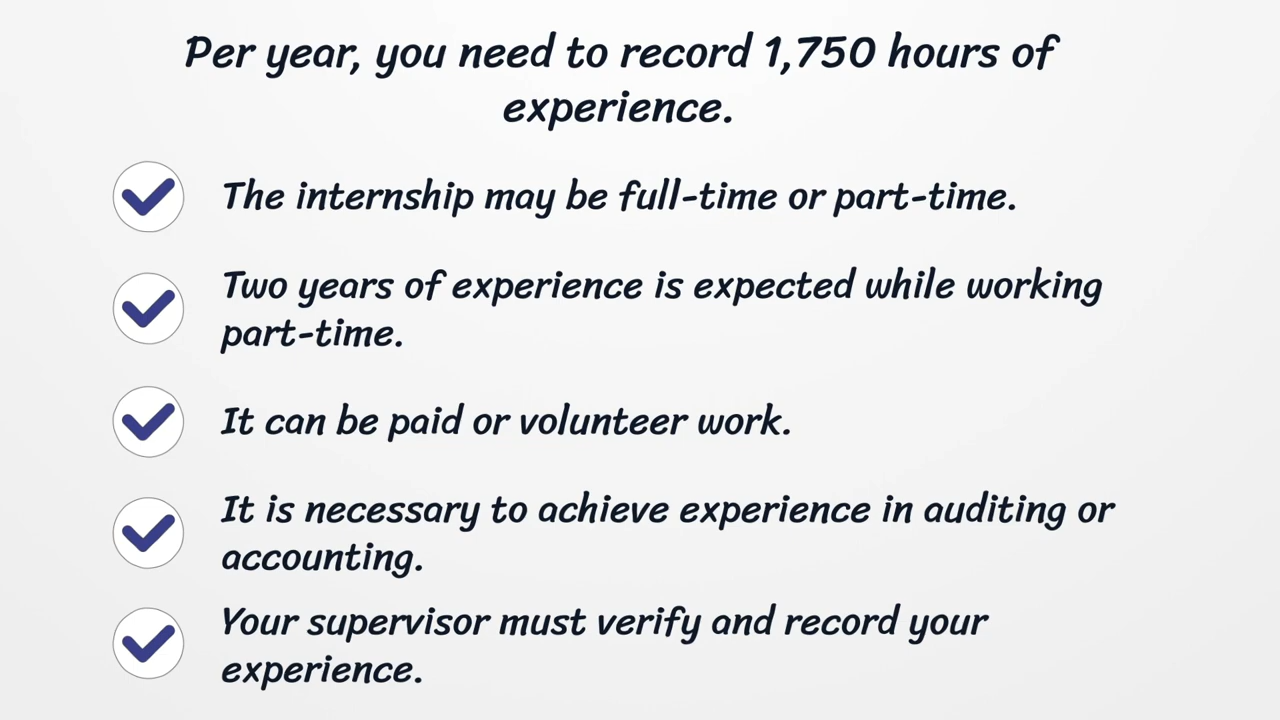 Per year, you need to record 1,750 hours of
experience.
The internship may be full-time or part-time.
Two years of experience is expected while working
part-time.
It can be paid or volunteer work.
It is necessary to achieve experience in auditing or
accounting.
Your supervisor must verify and record your
experience.